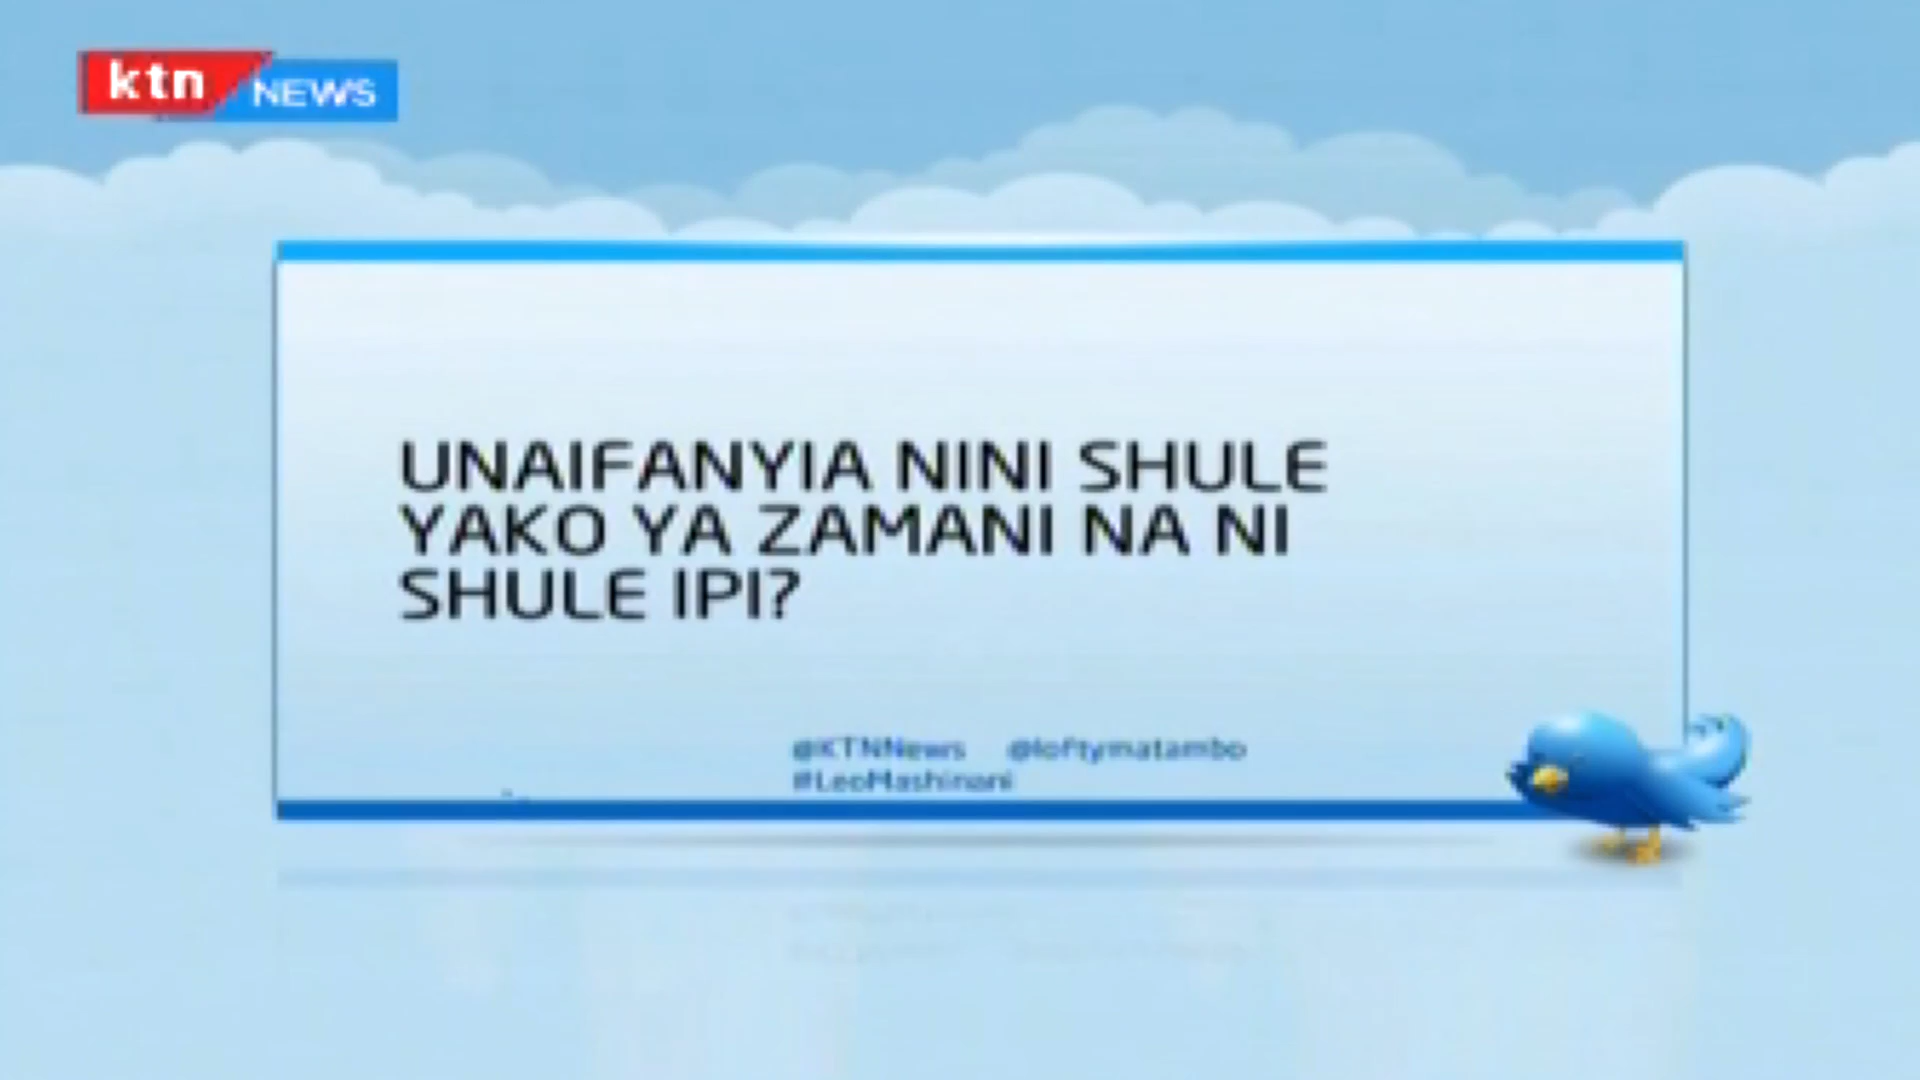 ktn NEWS
UNAIFANYIA NINI SHULE
YAKO YA ZAMANI NA NI
SHULE IPI?
@KTNNews @loftymatambo
#LeoMashinani